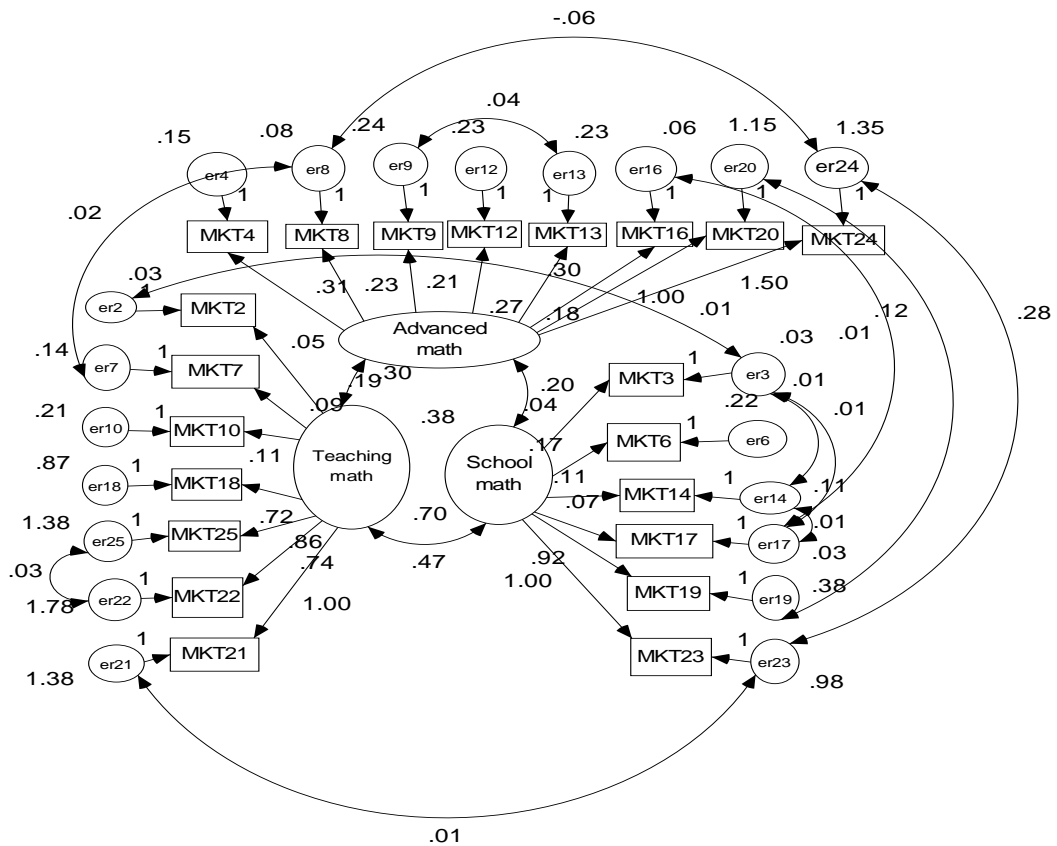 -.06
.04
.15
.08
.24
.23
.23
.06
1.15
1.35
er4
er8
er9
er12
er13
er16
er20
er24
1
1
1
1
1
1
1
1
.02
MKT4
MKT8
MKT9
MKT12
MKT13
MKT16
MKT20
MKT24
.03
1
er2
MKT2
.31
.23
.21
.27
.30
.18
1.00
1.50
.01
.12
.28
Advanced
math
.05
.14
er7
1
MKT7
.19
.30
.09
.20
.04
MKT3
1
er3
.03
.01
.01
.01
.21
er10
1
MKT10
.38
.17
MKT6
1
.22
er6
Teaching
math
School
math
.87
er18
1
MKT18
.11
.11
.07
MKT14
1
er14
.11
1.38
er25
1
MKT25
.72
.86
.74
.70
.47
.92
1.00
MKT17
1
er17
.01
.03
.03
1.78
er22
1
MKT22
1.00
MKT19
1
er19
.38
1.38
er21
1
MKT21
MKT23
1
er23
.98
.01